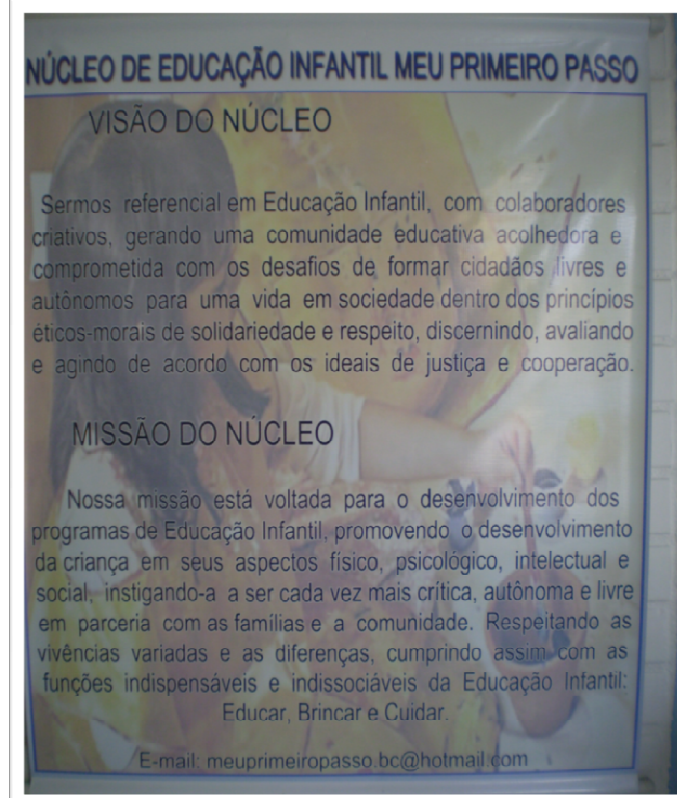 NÚCLEO DE EDUCAÇÃO INFANTIL MEU PRIMEIRO PASSO
VISÃO DO NÚCLEO
Sermos referencial em Educação Infantil, com colaboradores
criativos, gerando uma comunidade educativa acolhedora e
comprometida com os desafios de formar cidadãos livres e
autônomos para uma vida em sociedade dentro dos princípios
éticos-morais de solidariedade e respeito, discernindo, avaliando
e agindo de acordo com os ideais de justiça e cooperação.
MISSÃO DO NÚCLEO
Nossa missão está voltada para o desenvolvimento dos
programas de Educação Infantil, promovendo o desenvolvimento
da criança em seus aspectos físico, psicológico, intelectual e
social, instigando-a a ser cada vez mais crítica, autônoma e livre
em parceria com as famílias e a comunidade. Respeitando as
vivências variadas e as diferenças, cumprindo assim com as
funções indispensáveis e indissociáveis da Educação Infantil:
Educar, Brincar e Cuidar.
E-mail: meuprimeiropasso.bc@hotmail.com